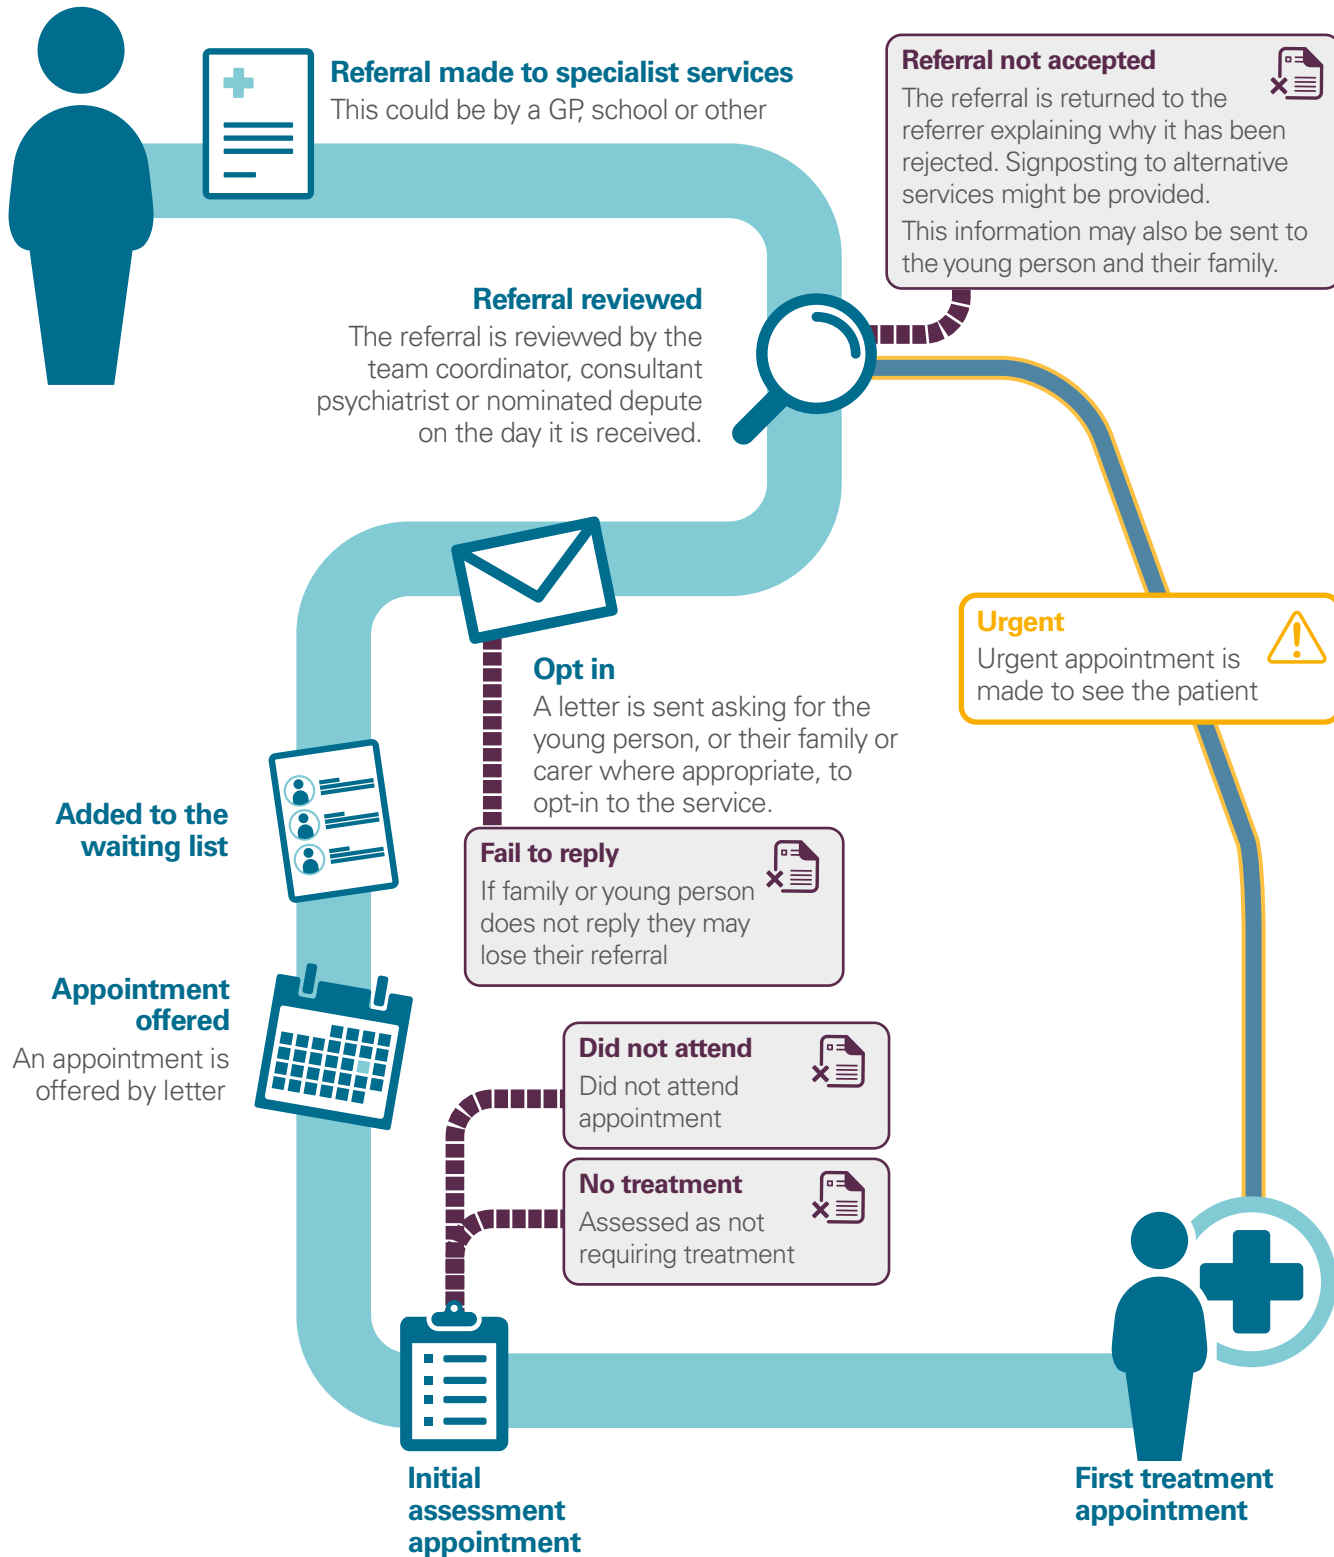 Referral made to specialist services
This could be by a GP, school or other
Referral not accepted
The referral is returned to the
referrer explaining why it has been
rejected. Signposting to alternative
services might be provided.
This information may also be sent to
the young person and their family.
Referral reviewed
The referral is reviewed by the
team coordinator, consultant
psychiatrist or nominated depute
on the day it is received.
Urgent
Urgent appointment is
made to see the patient
Opt in
A letter is sent asking for the
young person, or their family or
carer where appropriate, to
opt-in to the service.
Fail to reply
If family or young person
does not reply they may
lose their referral
Added to the
waiting list
Appointment
offered
An appointment is
offered by letter
Did not attend
Did not attend
appointment
No treatment
Assessed as not
requiring treatment
Initial
assessment
appointment
First treatment
appointment